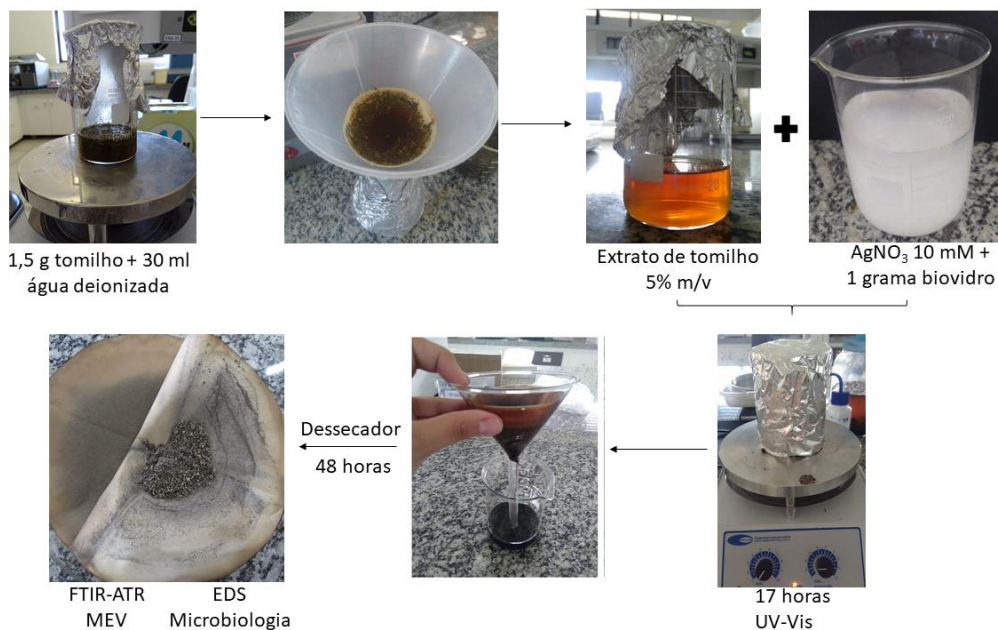 1,5 g tomilho + 30 ml
água deionizada
Extrato de tomilho
5% m/v
AgNO₃ 10 mM +
1 grama biovidro
Dessecador
48 horas
FTIR-ATR EDS
MEV Microbiologia
17 horas
UV-Vis